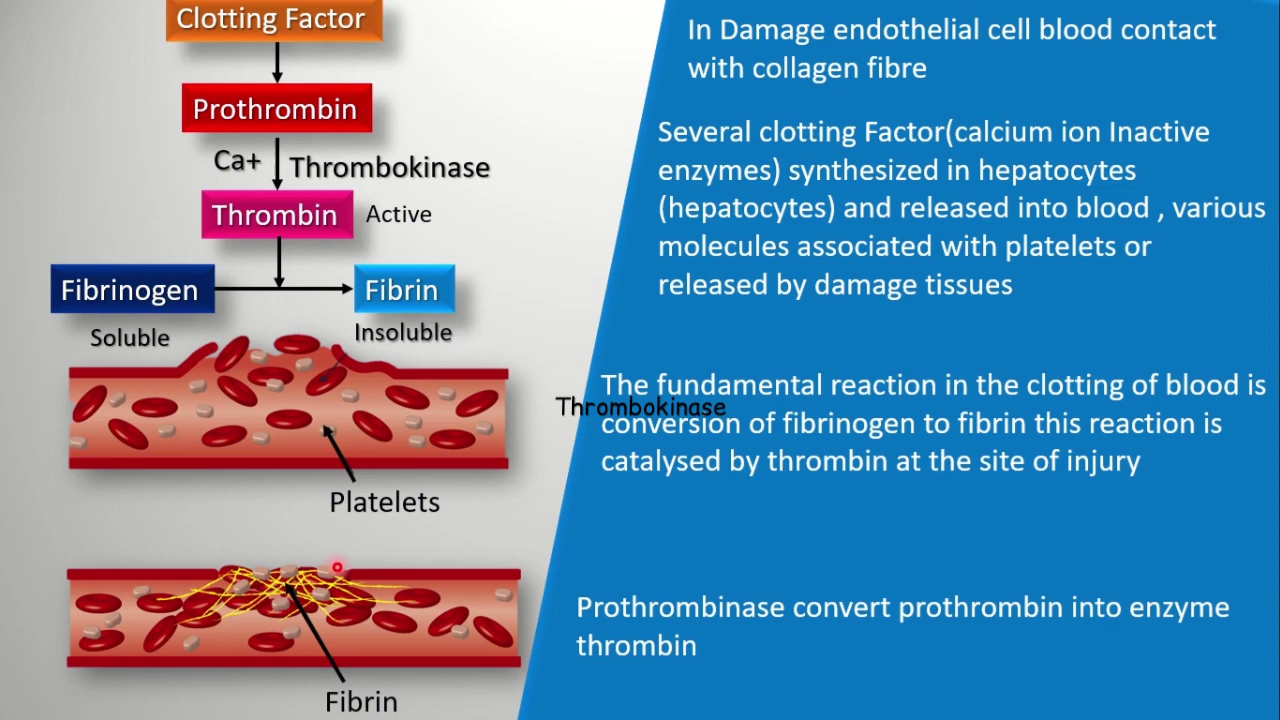 Clotting Factor
Prothrombin
Ca+ Thrombokinase
Thrombin Active
Fibrinogen Fibrin
Soluble Insoluble
Platelets
Fibrin
In Damage endothelial cell blood contact
with collagen fibre
Several clotting Factor(calcium ion Inactive
enzymes) synthesized in hepatocytes
(hepatocytes) and released into blood , various
molecules associated with platelets or
released by damage tissues
The fundamental reaction in the clotting of blood is
Thrombokinase
conversion of fibrinogen to fibrin this reaction is
catalysed by thrombin at the site of injury
Prothrombinase convert prothrombin into enzyme
thrombin